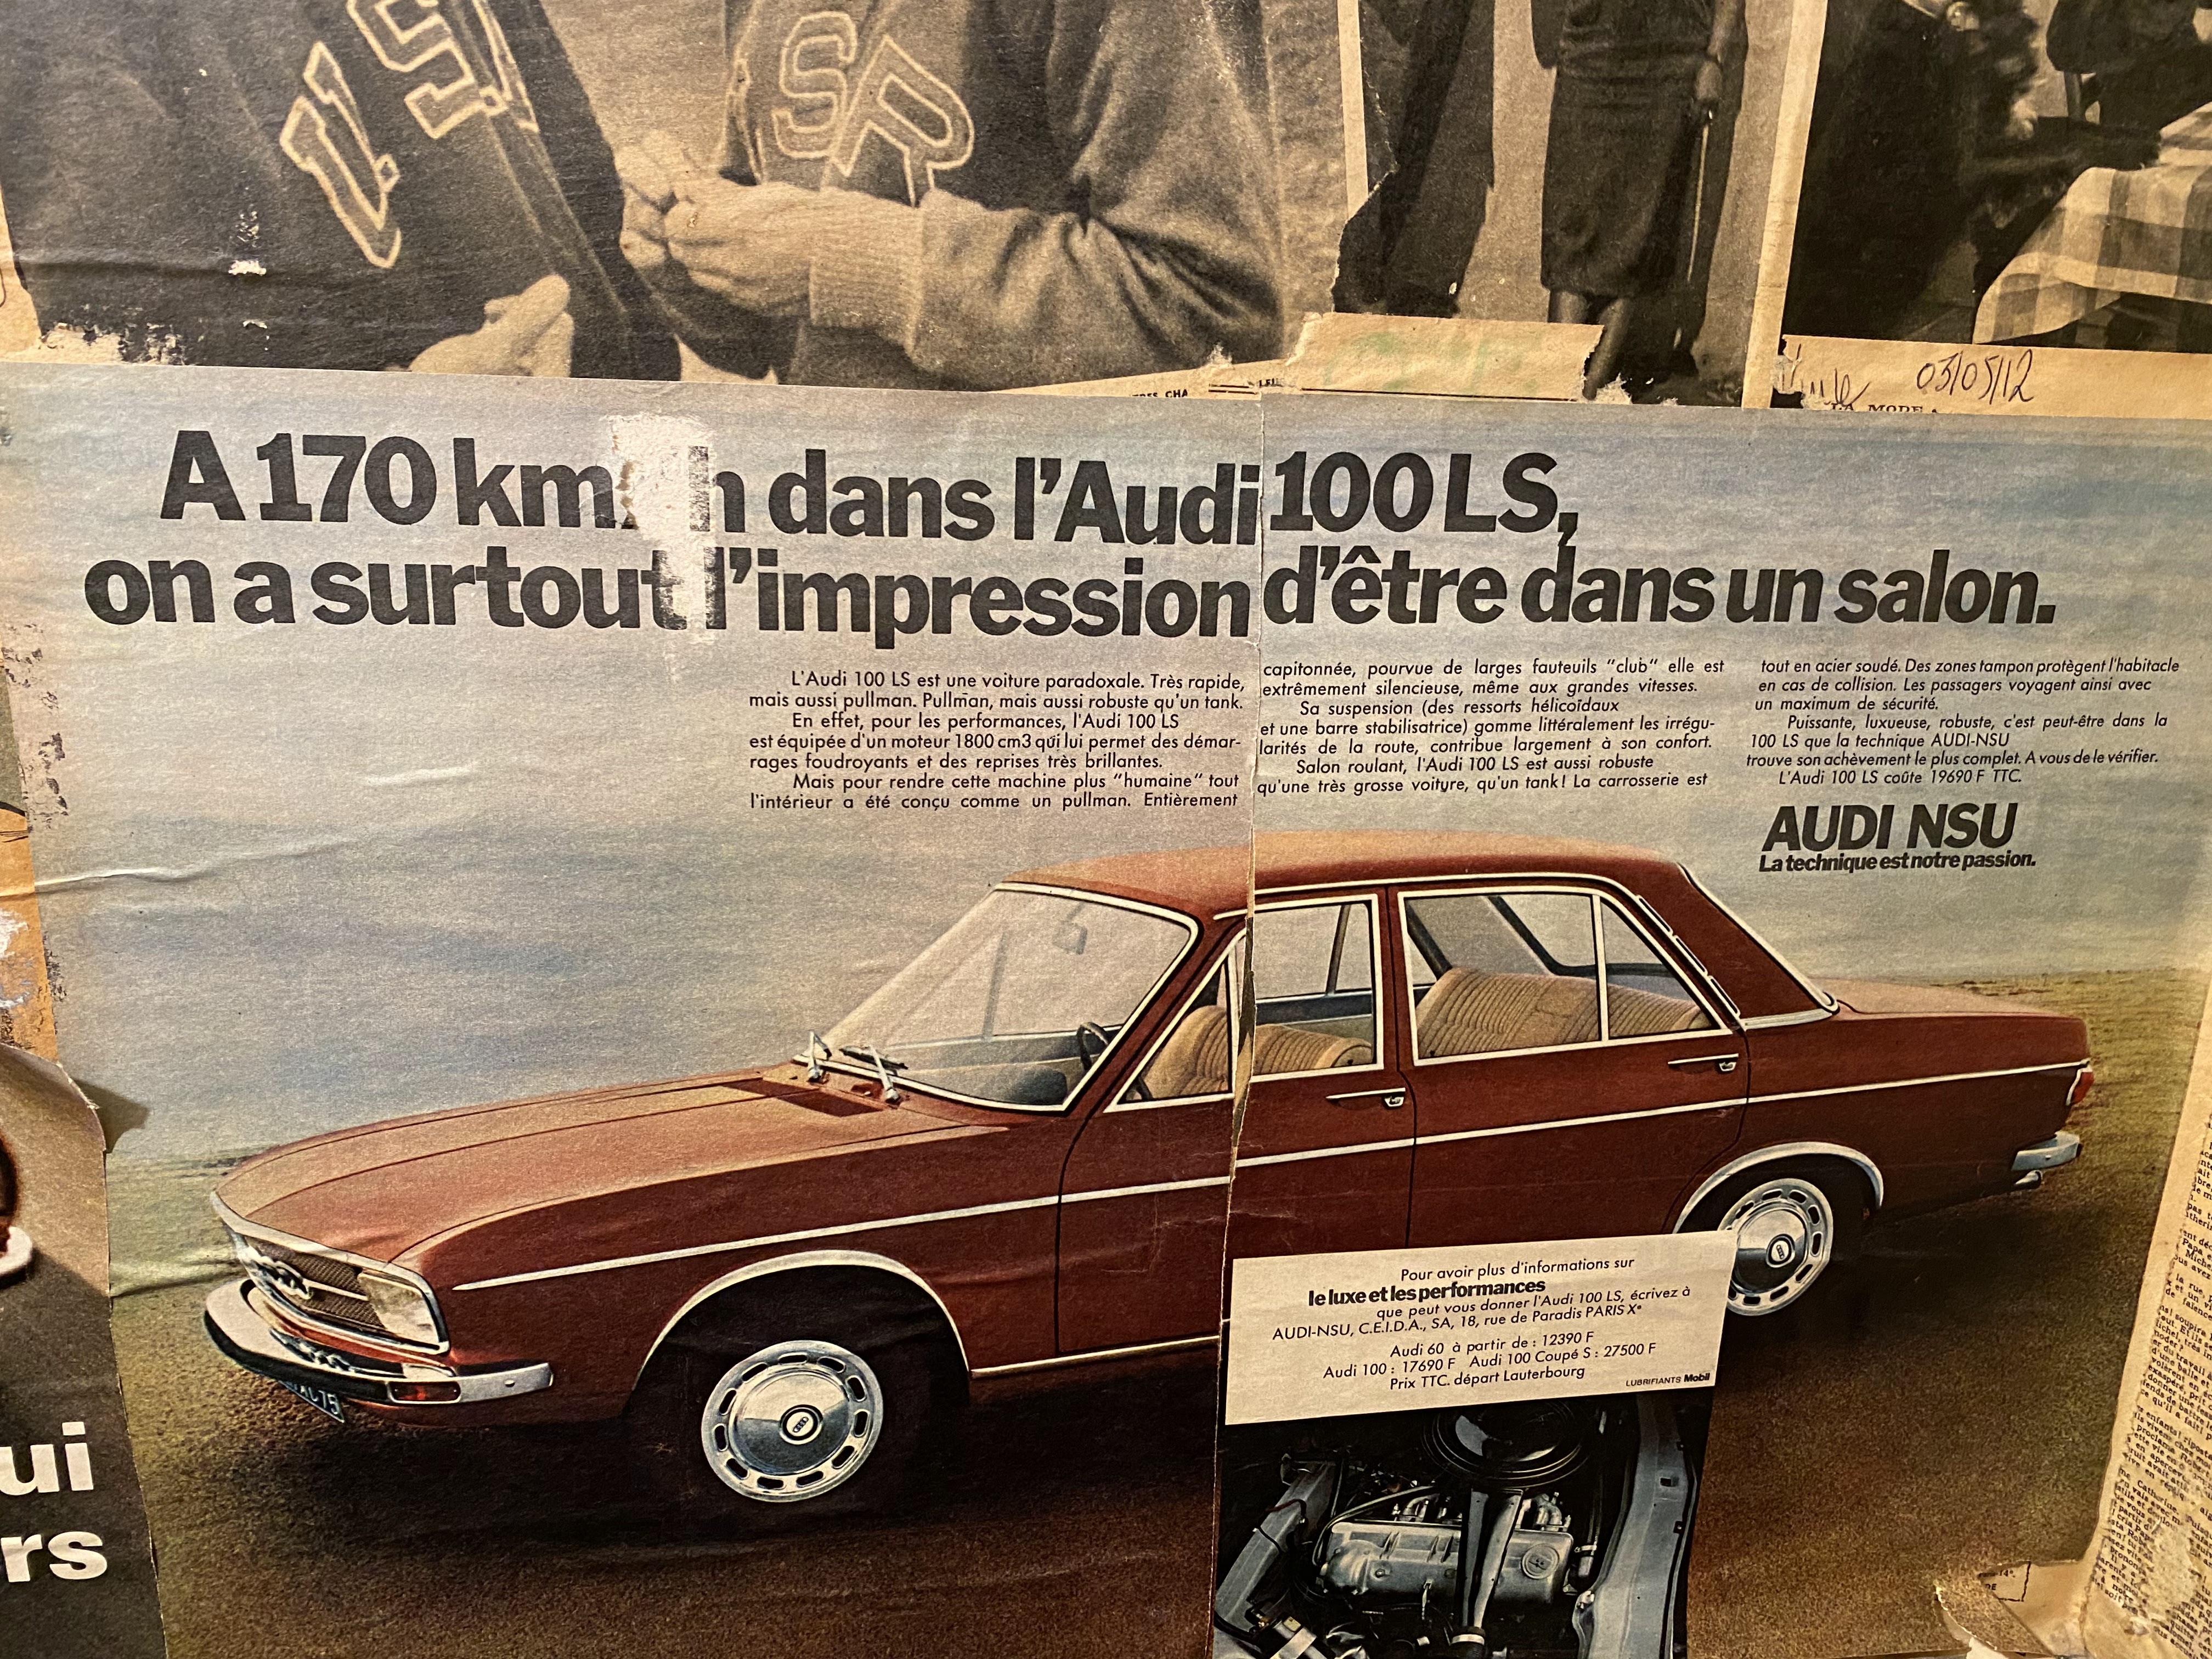 U.S.
S R
03/05/12
LA MODE
A 170 km/h dans l'Audi 100 LS,
on a surtout l'impression d'être dans un salon.
L'Audi 100 LS est une voiture paradoxale. Très rapide,
mais aussi pullman. Pullman, mais aussi robuste qu'un tank.
En effet, pour les performances, l'Audi 100 LS
est équipée d'un moteur 1800 cm3 qui lui permet des démar-
rages foudroyants et des reprises très brillantes.
Mais pour rendre cette machine plus "humaine" tout
l'intérieur a été conçu comme un pullman. Entièrement
capitonnée, pourvue de larges fauteuils "club" elle est
extrêmement silencieuse, même aux grandes vitesses.
Sa suspension (des ressorts hélicoïdaux
et une barre stabilisatrice) gomme littéralement les irrégu-
larités de la route, contribue largement à son confort.
Salon roulant, l'Audi 100 LS est aussi robuste
qu'une très grosse voiture, qu'un tank! La carrosserie est
tout en acier soudé. Des zones tampon protègent l'habitacle
en cas de collision. Les passagers voyagent ainsi avec
un maximum de sécurité.
Puissante, luxueuse, robuste, c'est peut-être dans la
100 LS que la technique AUDI-NSU
trouve son achèvement le plus complet. A vous de le vérifier.
L'Audi 100 LS coûte 19690 F TTC.
AUDI NSU
La technique est notre passion.
Pour avoir plus d'informations sur
le luxe et les performances
que peut vous donner l'Audi 100 LS, écrivez à
AUDI-NSU, C.E.I.D.A., SA, 18, rue de Paradis PARIS Xe
Audi 60 à partir de : 12390 F
Audi 100 : 17690 F Audi 100 Coupé S : 27500 F
Prix TTC. départ Lauterbourg
LUBRIFIANTS Mobil
ui
rs